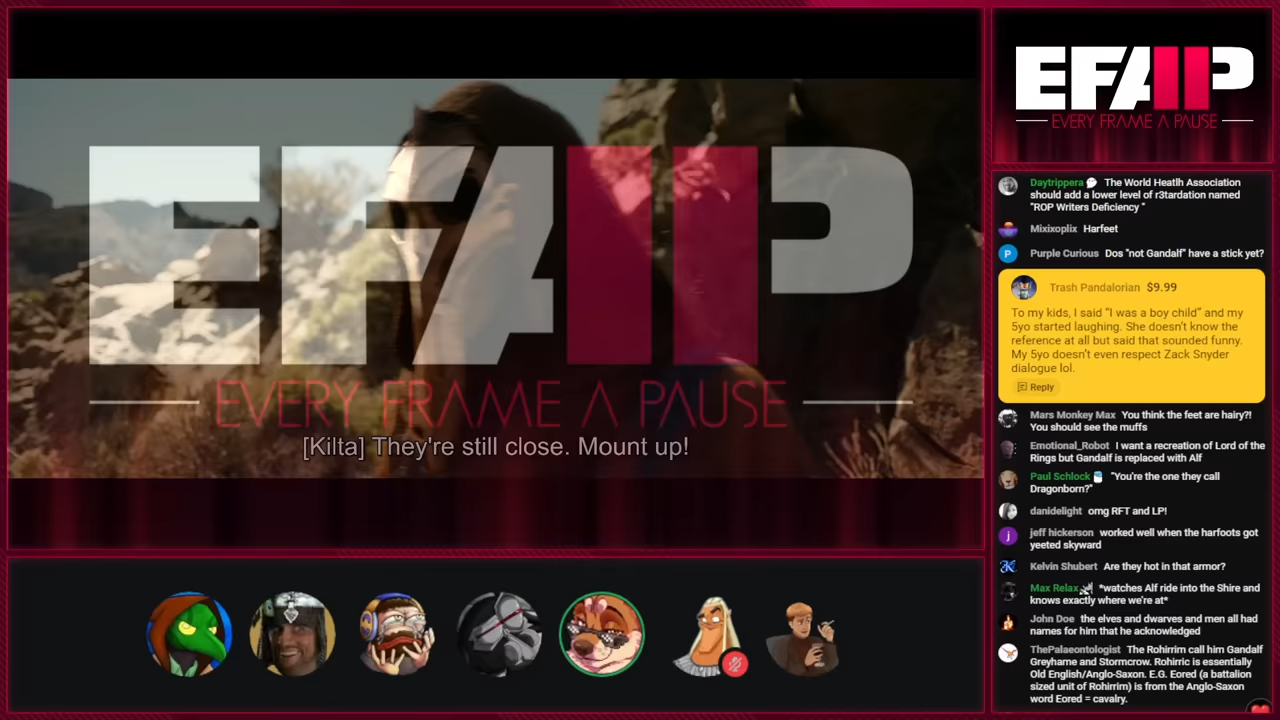 EFAP
EVERY FRAME A PAUSE
[Kilta] They're still close. Mount up!
EFAP
EVERY FRAME A PAUSE
Daytrippera The World Heatlh Association
should add a lower level of r3tardation named
"ROP Writers Deficiency "
Mixixoplix Harfeet
P
Purple Curious Dos "not Gandalf" have a stick yet?
Trash Pandalorian $9.99
To my kids, I said "I was a boy child" and my
5yo started laughing. She doesn't know the
reference at all but said that sounded funny.
My 5yo doesn't even respect Zack Snyder
dialogue lol.
Reply
Mars Monkey Max You think the feet are hairy?!
You should see the muffs
Emotional_Robot I want a recreation of Lord of the
Rings but Gandalf is replaced with Alf
Paul Schlock "You're the one they call
Dragonborn?"
danidelight omg RFT and LP!
j
jeff hickerson worked well when the harfoots got
yeeted skyward
Kelvin Shubert Are they hot in that armor?
Max Relax *watches Alf ride into the Shire and
knows exactly where we're at*
John Doe the elves and dwarves and men all had
names for him that he acknowledged
ThePalaeontologist The Rohirrim call him Gandalf
Greyhame and Stormcrow. Rohirric is essentially
Old English/Anglo-Saxon. E.G. Eored (a battalion
sized unit of Rohirrim) is from the Anglo-Saxon
word Eored = cavalry.